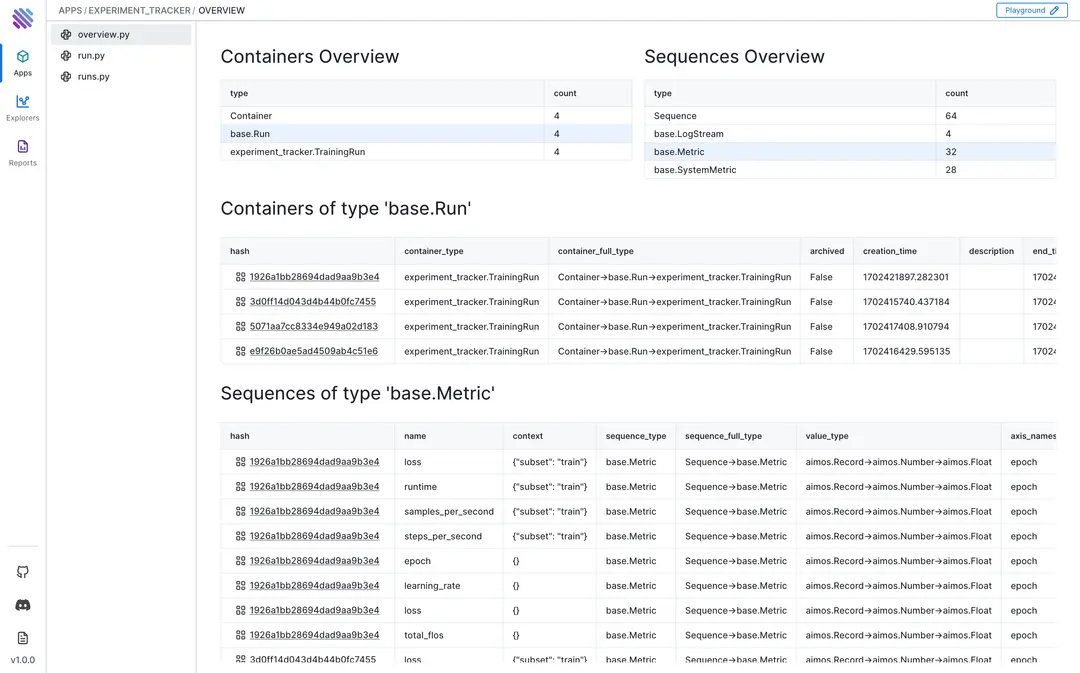 APPS / EXPERIMENT_TRACKER / OVERVIEW
Playground
Apps
Explorers
Reports
v1.0.0
overview.py
run.py
runs.py
Containers Overview
type count
Container 4
base.Run 4
experiment_tracker.TrainingRun 4
Sequences Overview
type count
Sequence 64
base.LogStream 4
base.Metric 32
base.SystemMetric 28
Containers of type 'base.Run'
hash container_type container_full_type archived creation_time description end_ti
1926a1bb28694dad9aa9b3e4 experiment_tracker.TrainingRun Container→base.Run→experiment_tracker.TrainingRun False 1702421897.282301 17024
3d0ff14d043d4b44b0fc7455 experiment_tracker.TrainingRun Container→base.Run→experiment_tracker.TrainingRun False 1702415740.437184 17024
5071aa7cc8334e949a02d183 experiment_tracker.TrainingRun Container→base.Run→experiment_tracker.TrainingRun False 1702417408.910794 17024
e9f26b0ae5ad4509ab4c51e6 experiment_tracker.TrainingRun Container→base.Run→experiment_tracker.TrainingRun False 1702416429.595135 17024
Sequences of type 'base.Metric'
hash name context sequence_type sequence_full_type value_type axis_names
1926a1bb28694dad9aa9b3e4 loss {"subset": "train"} base.Metric Sequence→base.Metric aimos.Record→aimos.Number→aimos.Float epoch
1926a1bb28694dad9aa9b3e4 runtime {"subset": "train"} base.Metric Sequence→base.Metric aimos.Record→aimos.Number→aimos.Float epoch
1926a1bb28694dad9aa9b3e4 samples_per_second {"subset": "train"} base.Metric Sequence→base.Metric aimos.Record→aimos.Number→aimos.Float epoch
1926a1bb28694dad9aa9b3e4 steps_per_second {"subset": "train"} base.Metric Sequence→base.Metric aimos.Record→aimos.Number→aimos.Float epoch
1926a1bb28694dad9aa9b3e4 epoch {} base.Metric Sequence→base.Metric aimos.Record→aimos.Number→aimos.Float epoch
1926a1bb28694dad9aa9b3e4 learning_rate {} base.Metric Sequence→base.Metric aimos.Record→aimos.Number→aimos.Float epoch
1926a1bb28694dad9aa9b3e4 loss {} base.Metric Sequence→base.Metric aimos.Record→aimos.Number→aimos.Float epoch
1926a1bb28694dad9aa9b3e4 total_flos {} base.Metric Sequence→base.Metric aimos.Record→aimos.Number→aimos.Float epoch
3d0ff14d043d4b44b0fc7455 loss {"subset": "train"} base.Metric Sequence→base.Metric aimos.Record→aimos.Number→aimos.Float epoch